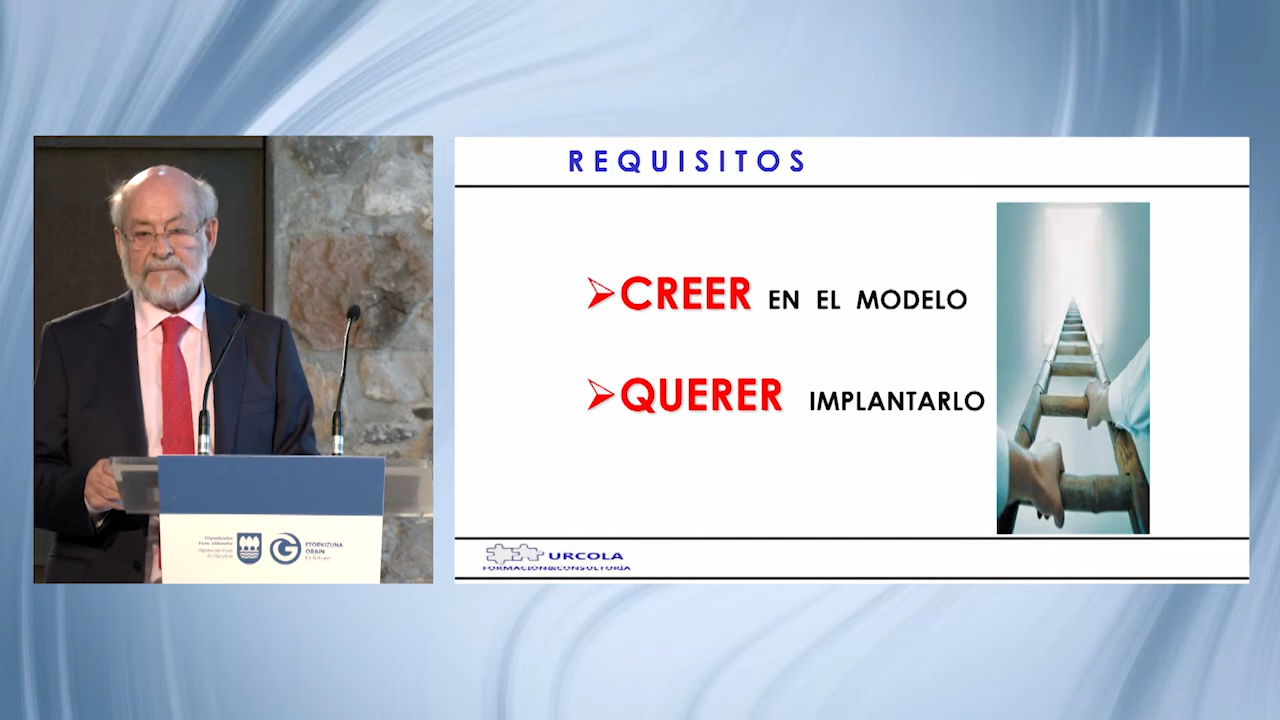 REQUISITOS
CREER EN EL MODELO
QUERER IMPLANTARLO
URCOLA
FORMACIÓN&CONSULTORÍA
G
ETORKIZUNA
ORAIN